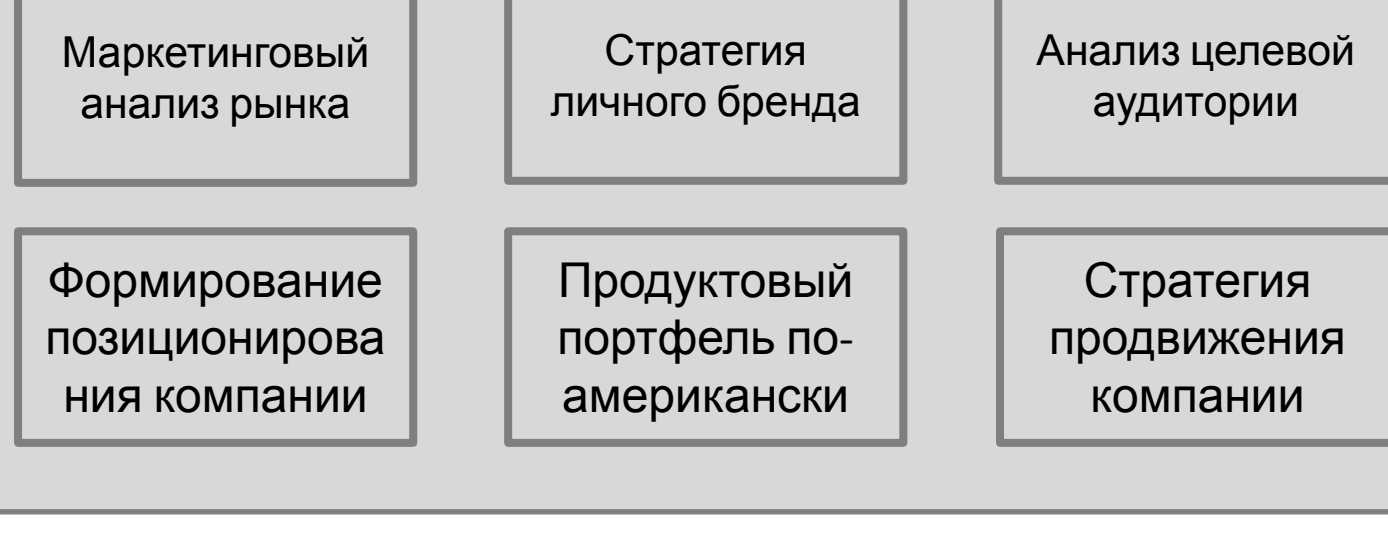 Маркетинговый
анализ рынка
Стратегия
личного бренда
Анализ целевой
аудитории
Формирование
позиционирова
ния компании
Продуктовый
портфель по-
американски
Стратегия
продвижения
компании